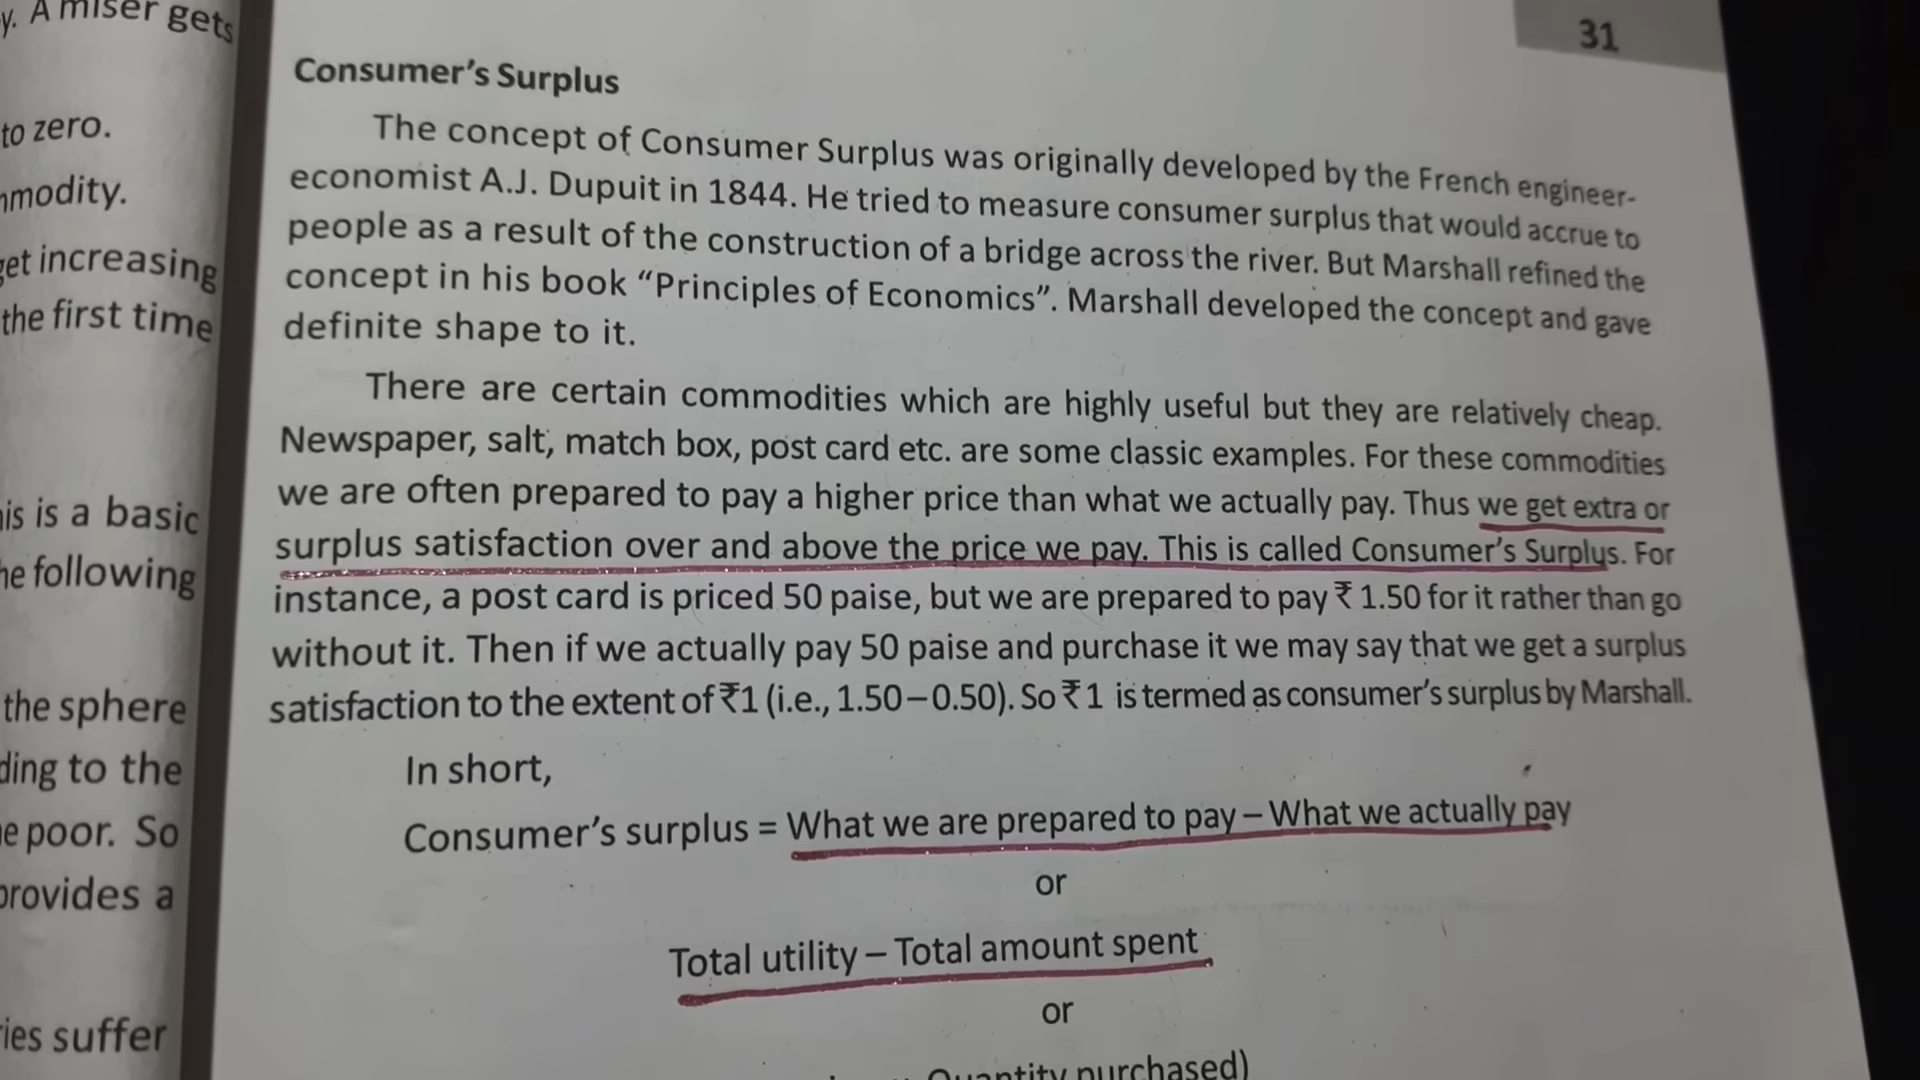 y. A miser gets
to zero.
mmodity.
get increasing
the first time
his is a basic
he following
the sphere
ding to the
e poor. So
provides a
ries suffer
31
Consumer's Surplus
The concept of Consumer Surplus was originally developed by the French engineer-
economist A.J. Dupuit in 1844. He tried to measure consumer surplus that would accrue to
people as a result of the construction of a bridge across the river. But Marshall refined the
concept in his book “Principles of Economics”. Marshall developed the concept and gave
definite shape to it.
There are certain commodities which are highly useful but they are relatively cheap.
Newspaper, salt, match box, post card etc. are some classic examples. For these commodities
we are often prepared to pay a higher price than what we actually pay. Thus we get extra or
surplus satisfaction over and above the price we pay. This is called Consumer's Surplus. For
instance, a post card is priced 50 paise, but we are prepared to pay ₹ 1.50 for it rather than go
without it. Then if we actually pay 50 paise and purchase it we may say that we get a surplus
satisfaction to the extent of ₹1 (i.e., 1.50–0.50). So ₹1 is termed as consumer's surplus by Marshall.
In short,
Consumer's surplus = What we are prepared to pay – What we actually pay
or
Total utility – Total amount spent
or
Quantity purchased)